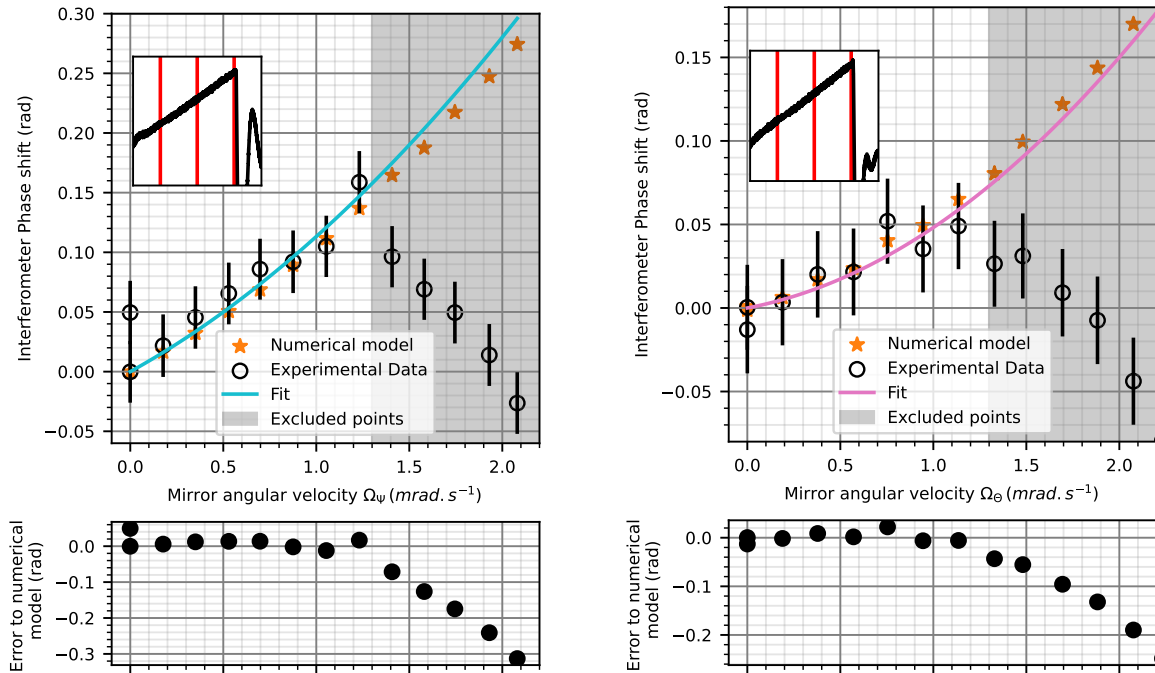 0.30
0.25
0.20
0.15
0.10
0.05
0.00
−0.05
Interferometer Phase shift (rad)
Numerical model
Experimental Data
Fit
Excluded points
0.0 0.5 1.0 1.5 2.0
Mirror angular velocity Ω_Ψ (mrad.s⁻¹)
0.0
−0.1
−0.2
−0.3
Error to numerical
model (rad)
0.15
0.10
0.05
0.00
−0.05
Interferometer Phase shift (rad)
Numerical model
Experimental Data
Fit
Excluded points
0.0 0.5 1.0 1.5 2.0
Mirror angular velocity Ω_Θ (mrad.s⁻¹)
0.0
−0.1
−0.2
Error to numerical
model (rad)